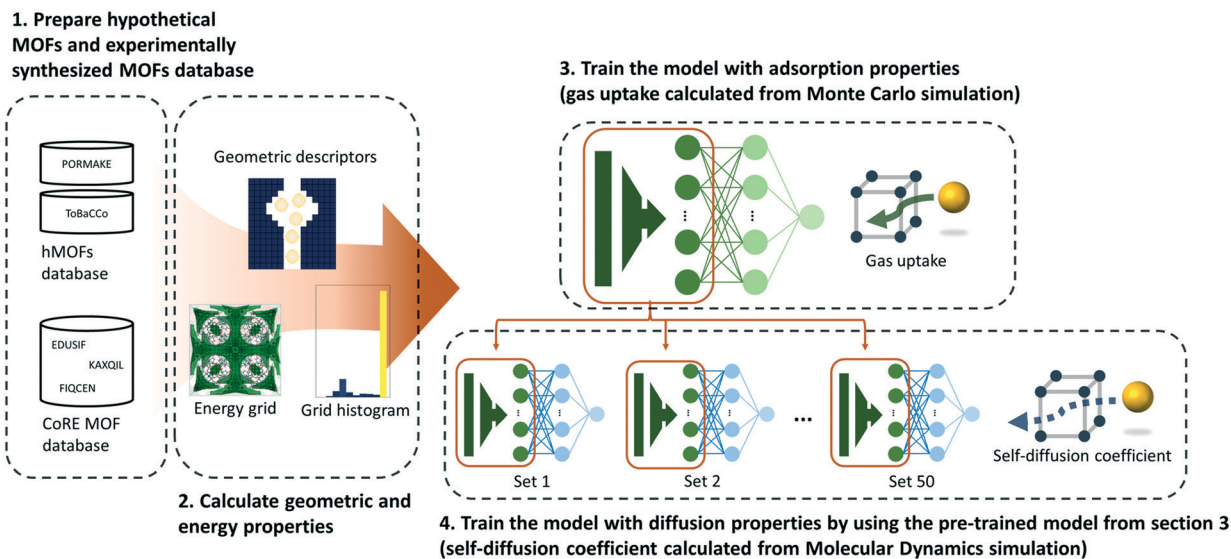 1. Prepare hypothetical
MOFs and experimentally
synthesized MOFs database
PORMAKE
ToBaCCo
hMOFs
database
EDUSIF
KAXQIL
FIQCEN
CoRE MOF
database
Geometric descriptors
Energy grid
Grid histogram
2. Calculate geometric and
energy properties
3. Train the model with adsorption properties
(gas uptake calculated from Monte Carlo simulation)
...
Gas uptake
...
Set 1
...
Set 2
...
...
Set 50
Self-diffusion coefficient
4. Train the model with diffusion properties by using the pre-trained model from section 3
(self-diffusion coefficient calculated from Molecular Dynamics simulation)